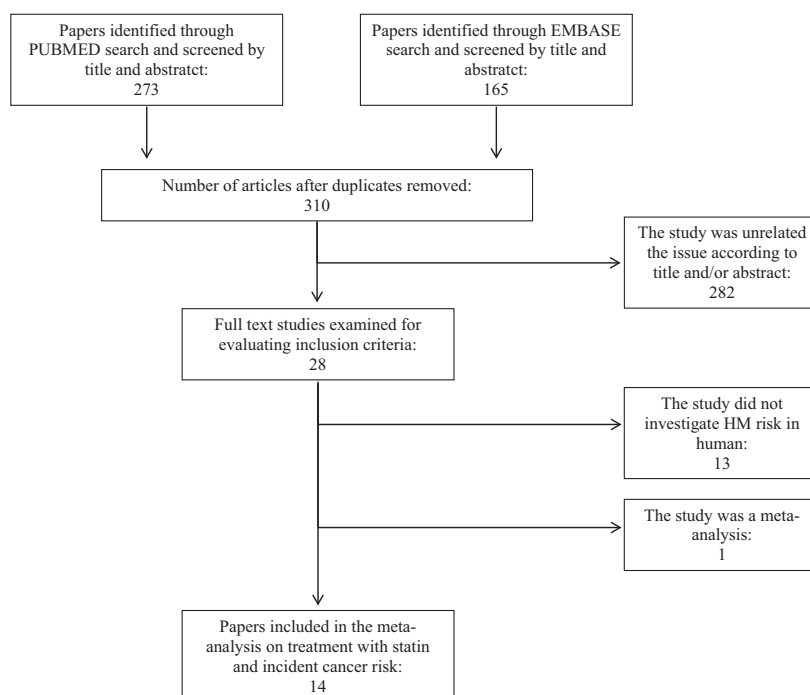 Papers identified through
PUBMED search and screened by
title and abstratct:
273
Papers identified through EMBASE
search and screened by title and
abstratct:
165
Number of articles after duplicates removed:
310
The study was unrelated
the issue according to
title and/or abstract:
282
Full text studies examined for
evaluating inclusion criteria:
28
The study did not
investigate HM risk in
human:
13
The study was a meta-
analysis:
1
Papers included in the meta-
analysis on treatment with statin
and incident cancer risk:
14